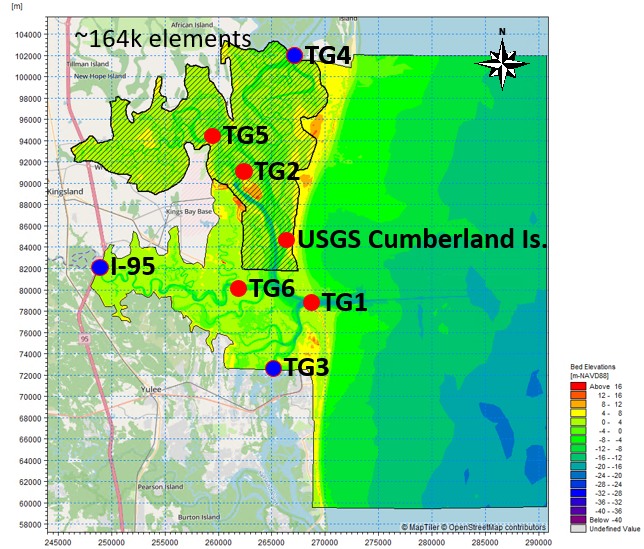 [m]
~164k elements
African Island
Island
N
104000
102000
100000
98000
96000
94000
92000
90000
88000
86000
84000
82000
80000
78000
76000
74000
72000
70000
68000
66000
64000
62000
60000
58000
Tillman Island
New Hope Island
TG4
TG5
TG2
Kingsland
Kings Bay Base
USGS Cumberland Is.
I-95
TG6
TG1
TG3
95
Yulee
Pearson Island
Burton Island
© MapTiler © OpenStreetMap contributors
245000 250000 255000 260000 265000 270000 275000 280000 285000 290000
Bed Elevations
[m-NAVD88]
Above 16
12 - 16
8 - 12
4 - 8
0 - 4
-4 - 0
-8 - -4
-12 - -8
-16 - -12
-20 - -16
-24 - -20
-28 - -24
-32 - -28
-36 - -32
-40 - -36
Below -40
Undefined Value